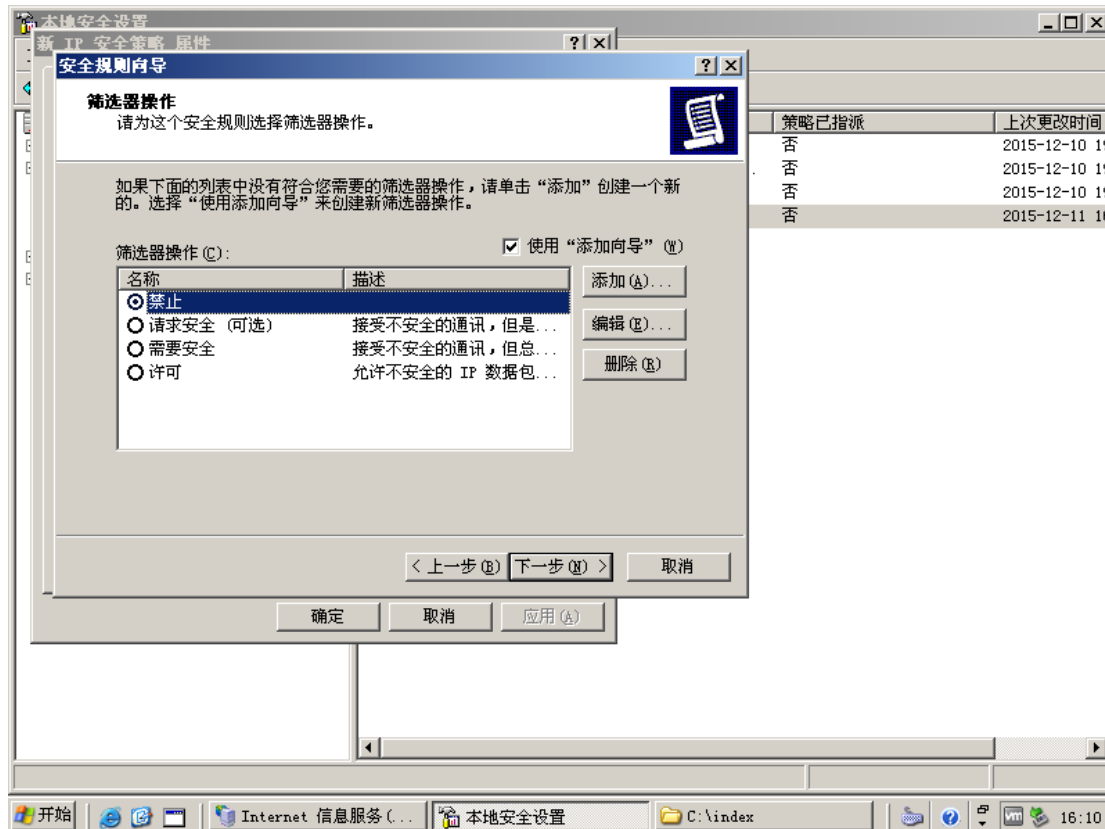 本地安全设置
新 IP 安全策略 属性
安全规则向导
筛选器操作
请为这个安全规则选择筛选器操作。
策略已指派
上次更改时间
否
2015-12-10 19
否
2015-12-10 19
否
2015-12-10 19
否
2015-12-11 16
如果下面的列表中没有符合您需要的筛选器操作，请单击“添加”创建一个新
的。选择“使用添加向导”来创建新筛选器操作。
筛选器操作(C):
使用“添加向导” (W)
名称
描述
添加(A)...
禁止
请求安全 (可选)
接受不安全的通讯，但是...
编辑(E)...
需要安全
接受不安全的通讯，但总...
删除(R)
许可
允许不安全的 IP 数据包...
< 上一步(B)
下一步(N) >
取消
确定
取消
应用(A)
开始
Internet 信息服务(...
本地安全设置
C:\index
16:10